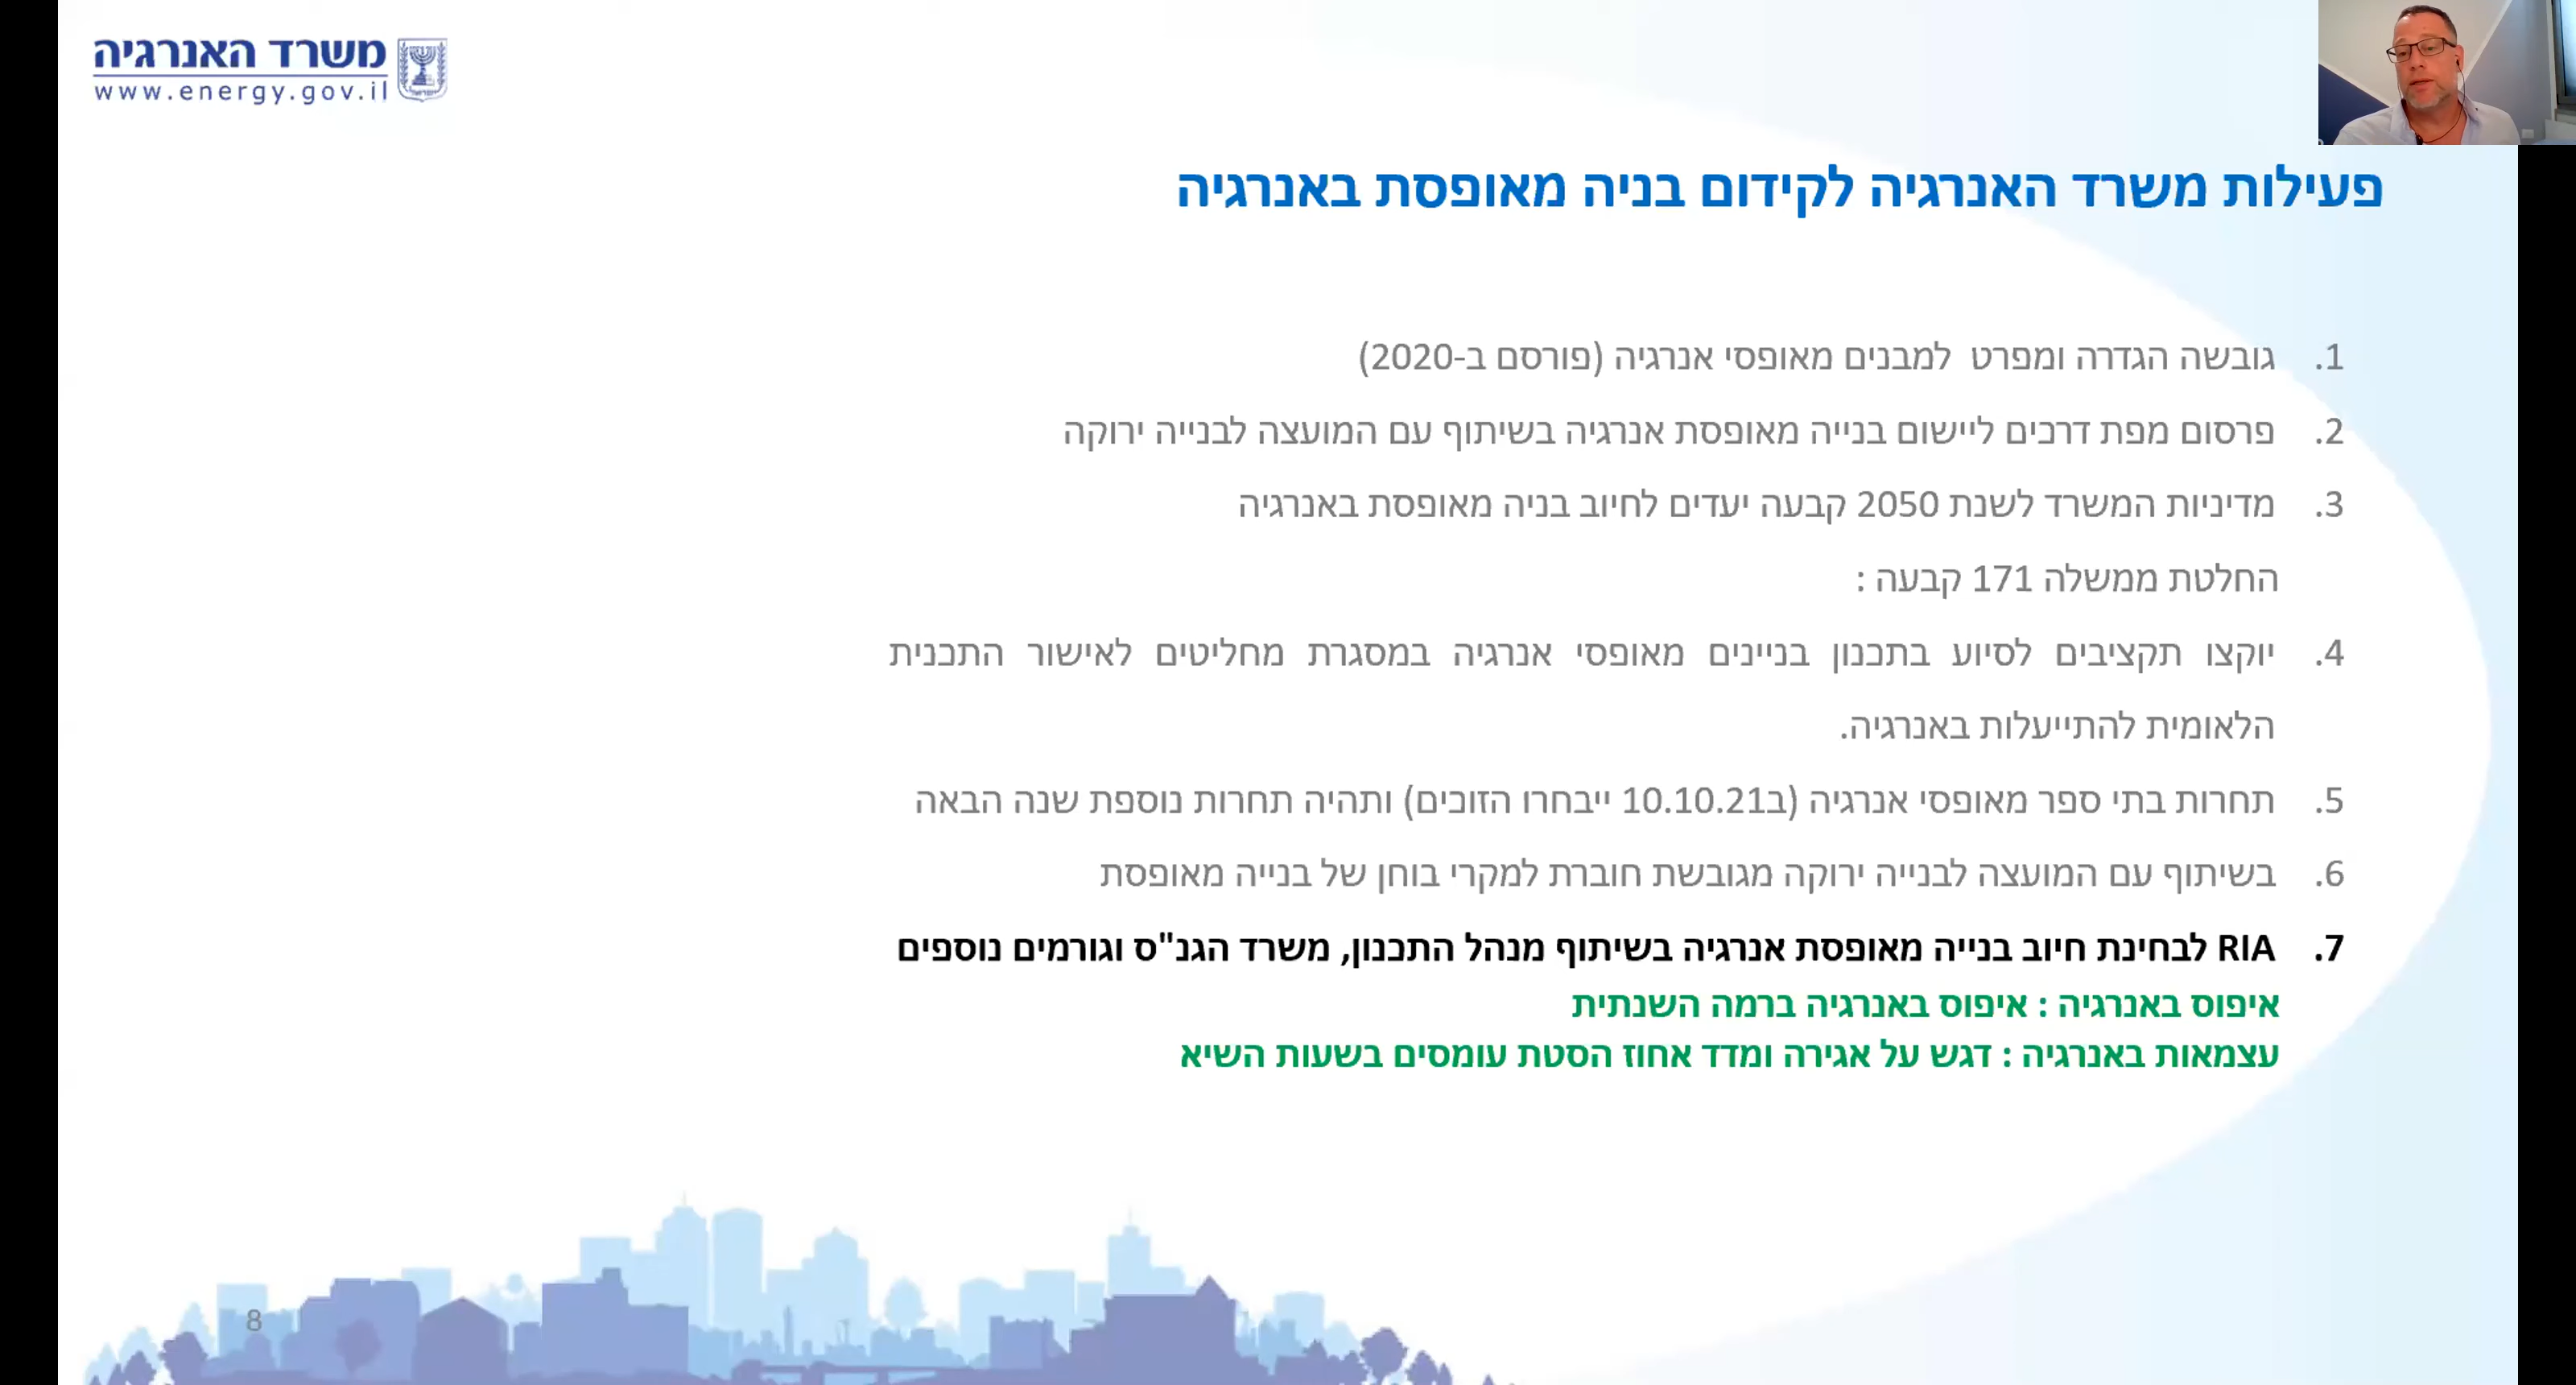 משרד האנרגיה
www.energy.gov.il
פעילות משרד האנרגיה לקידום בניה מאופסת באנרגיה
1. גובשה הגדרה ומפרט למבנים מאופסי אנרגיה (פורסם ב-2020)
2. פרסום מפת דרכים ליישום בנייה מאופסת אנרגיה בשיתוף עם המועצה לבנייה ירוקה
3. מדיניות המשרד לשנת 2050 קבעה יעדים לחיוב בניה מאופסת באנרגיה
החלטת ממשלה 171 קבעה :
4. יוקצו תקציבים לסיוע בתכנון בניינים מאופסי אנרגיה במסגרת מחליטים לאישור התכנית
הלאומית להתייעלות באנרגיה.
5. תחרות בתי ספר מאופסי אנרגיה (ב10.10.21 ייבחרו הזוכים) ותהיה תחרות נוספת שנה הבאה
6. בשיתוף עם המועצה לבנייה ירוקה מגובשת חוברת למקרי בוחן של בנייה מאופסת
7. RIA לבחינת חיוב בנייה מאופסת אנרגיה בשיתוף מנהל התכנון, משרד הגנ"ס וגורמים נוספים
איפוס באנרגיה : איפוס באנרגיה ברמה השנתית
עצמאות באנרגיה : דגש על אגירה ומדד אחוז הסטת עומסים בשעות השיא
8